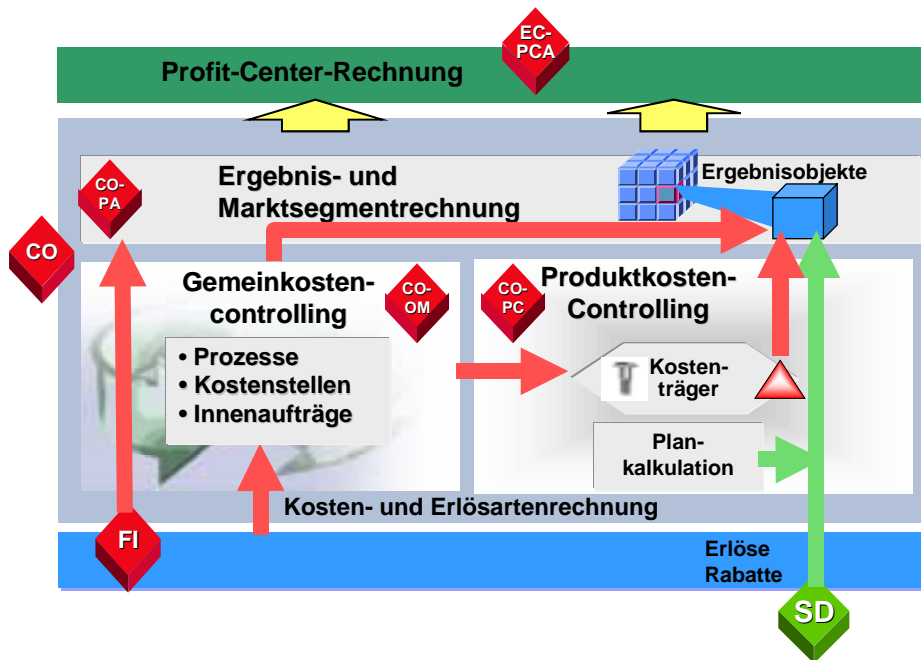 EC-
PCA
Profit-Center-Rechnung
CO-
PA
Ergebnis- und
Marktsegmentrechnung
Ergebnisobjekte
CO
Gemeinkosten-
controlling
CO-
OM
CO-
PC
Produktkosten-
Controlling
• Prozesse
• Kostenstellen
• Innenaufträge
Kosten-
träger
Plan-
kalkulation
Kosten- und Erlösartenrechnung
FI
Erlöse
Rabatte
SD